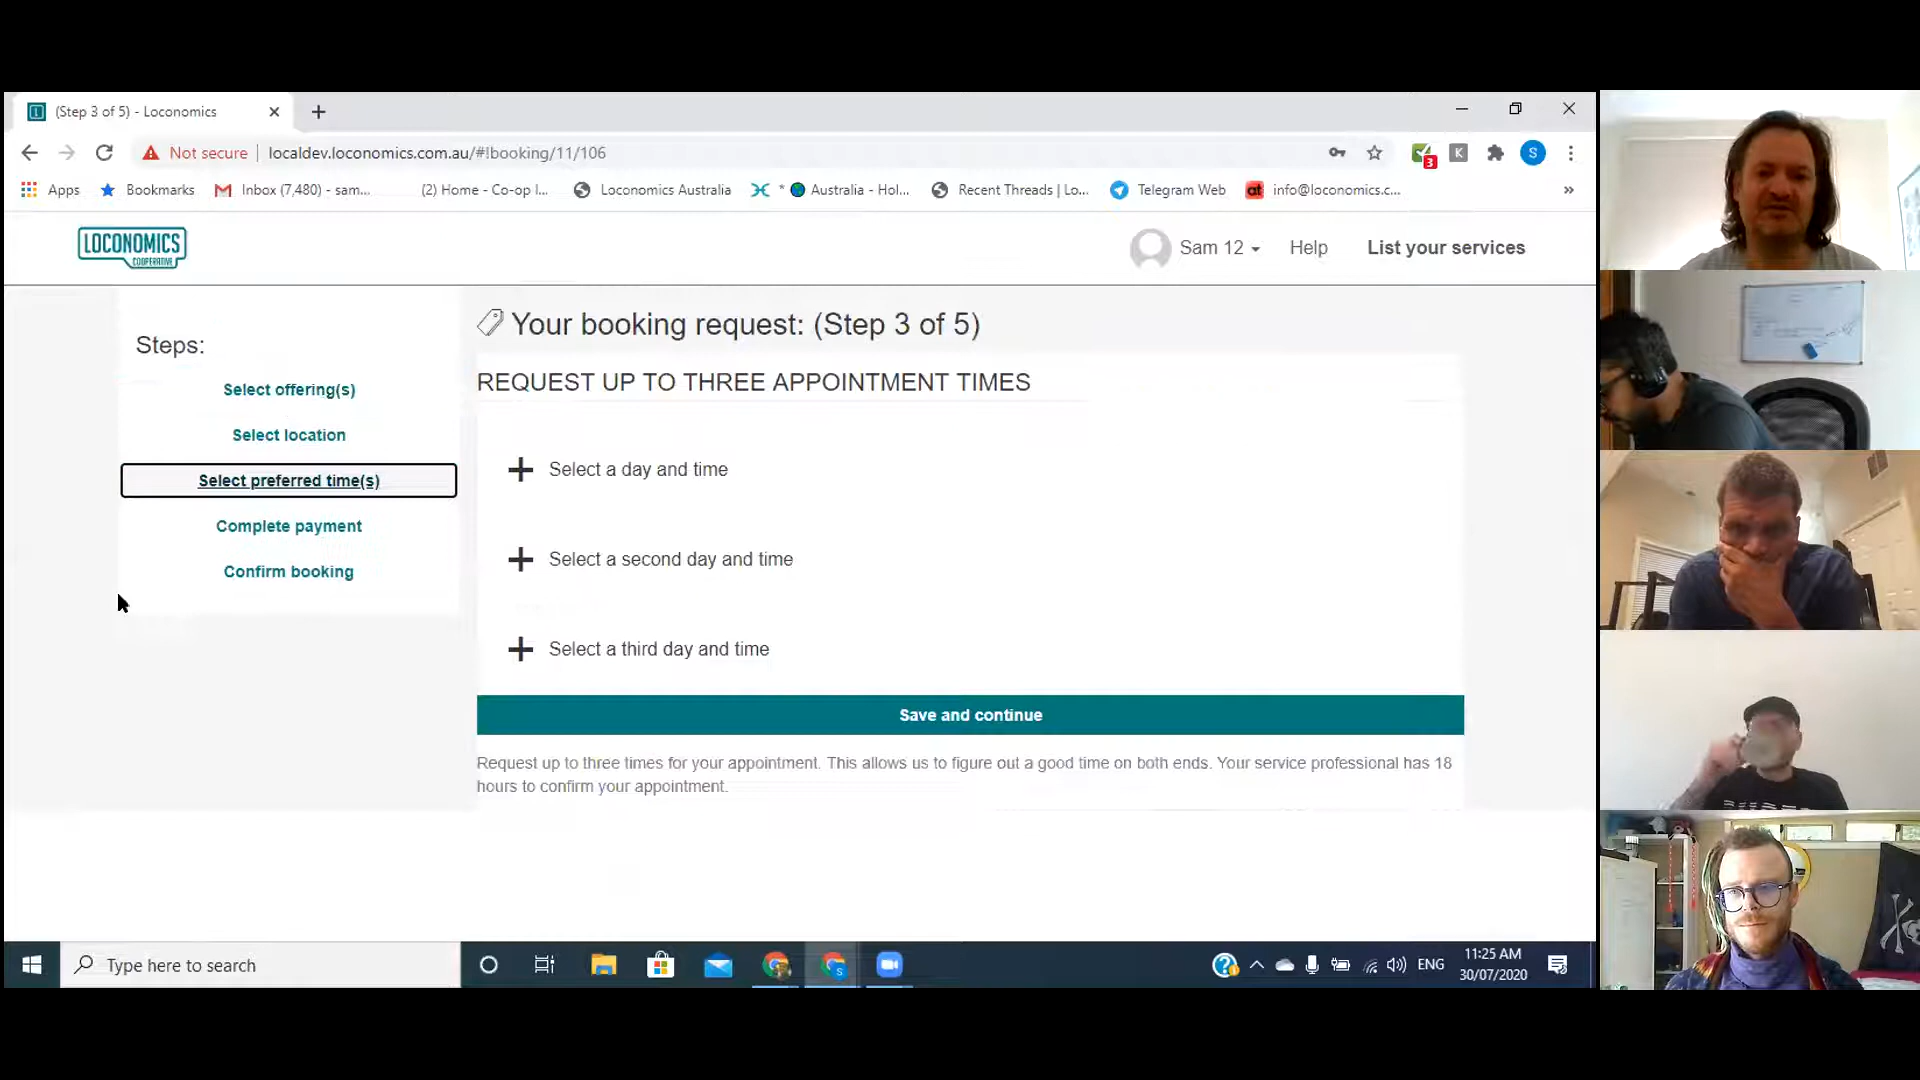 (Step 3 of 5) - Loconomics
Not secure localdev.loconomics.com.au/#!booking/11/106
3 K S
Apps Bookmarks Inbox (7,480) - sam... (2) Home - Co-op l... Loconomics Australia * Australia - Hol... Recent Threads | Lo... Telegram Web at info@loconomics.c... »
LOCONOMICS
COOPERATIVE
Sam 12 Help List your services
Steps:
Select offering(s)
Select location
Select preferred time(s)
Complete payment
Confirm booking
Your booking request: (Step 3 of 5)
REQUEST UP TO THREE APPOINTMENT TIMES
Select a day and time
Select a second day and time
Select a third day and time
Save and continue
Request up to three times for your appointment. This allows us to figure out a good time on both ends. Your service professional has 18
hours to confirm your appointment.
Type here to search
ENG
11:25 AM
30/07/2020